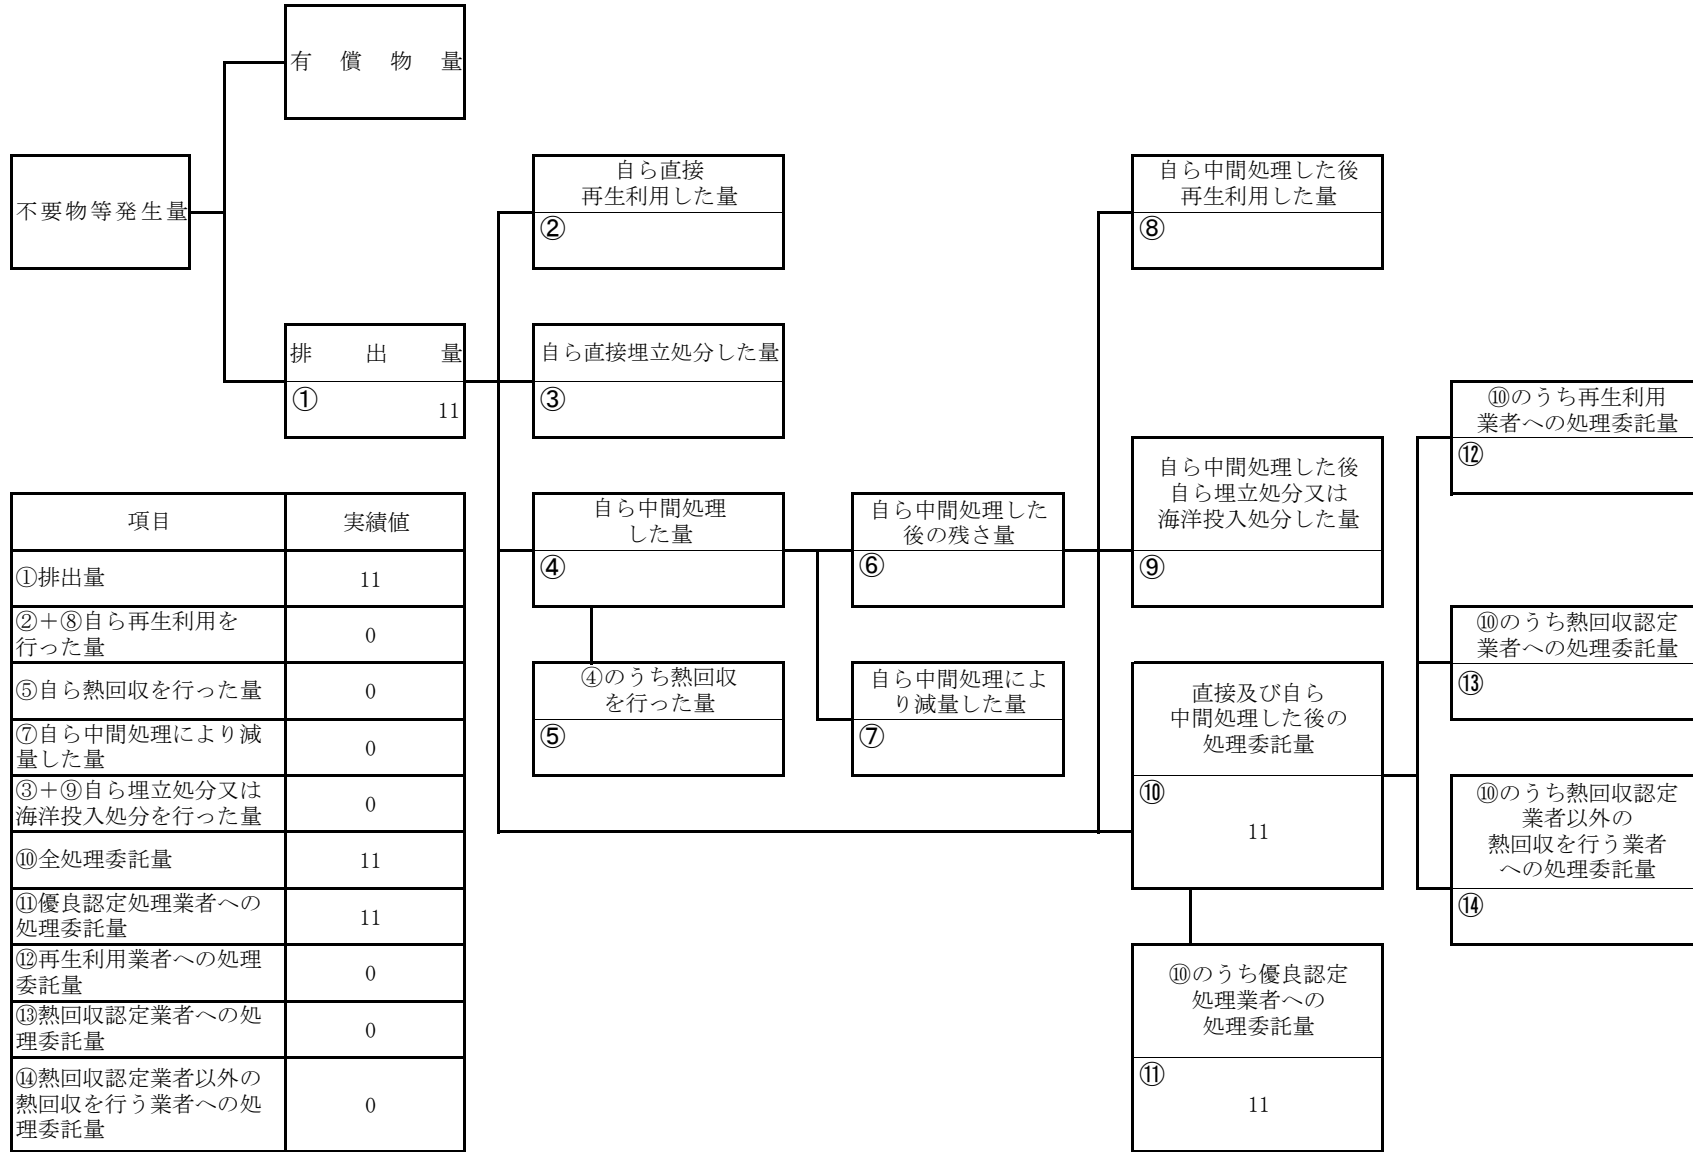 有償物量
不要物等発生量
自ら直接
再生利用した量
②
自ら中間処理した後
再生利用した量
⑧
排出量
①
11
自ら直接埋立処分した量
③
⑩のうち再生利用
業者への処理委託量
⑫
自ら中間処理
した量
④
自ら中間処理した
後の残さ量
⑥
自ら中間処理した後
自ら埋立処分又は
海洋投入処分した量
⑨
⑩のうち熱回収認定
業者への処理委託量
⑬
④のうち熱回収
を行った量
⑤
自ら中間処理によ
り減量した量
⑦
直接及び自ら
中間処理した後の
処理委託量
⑩
11
⑩のうち熱回収認定
業者以外の
熱回収を行う業者
への処理委託量
⑭
⑩のうち優良認定
処理業者への
処理委託量
⑪
11
項目 実績値
①排出量 11
②＋⑧自ら再生利用を
行った量 0
⑤自ら熱回収を行った量 0
⑦自ら中間処理により減
量した量 0
③＋⑨自ら埋立処分又は
海洋投入処分を行った量 0
⑩全処理委託量 11
⑪優良認定処理業者への
処理委託量 11
⑫再生利用業者への処理
委託量 0
⑬熱回収認定業者への処
理委託量 0
⑭熱回収認定業者以外の
熱回収を行う業者への処
理委託量 0